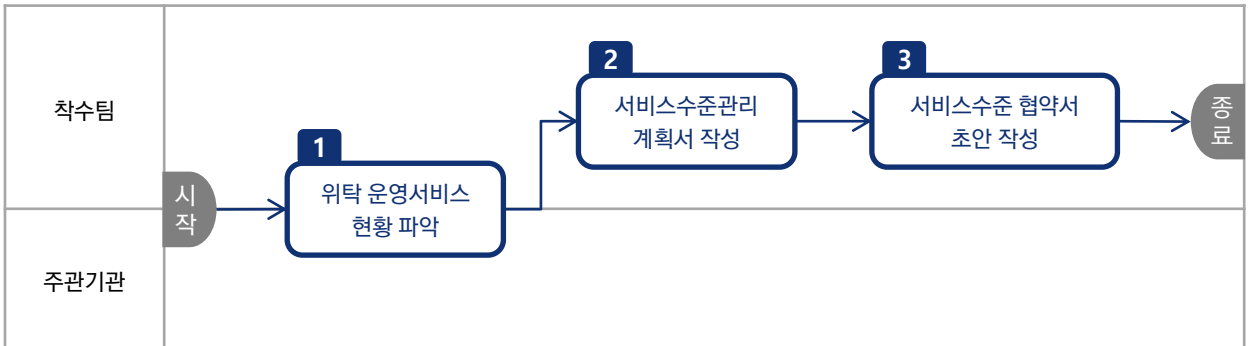 착수팀
주관기관
시
작
1
위탁 운영서비스
현황 파악
2
서비스수준관리
계획서 작성
3
서비스수준 협약서
초안 작성
종
료